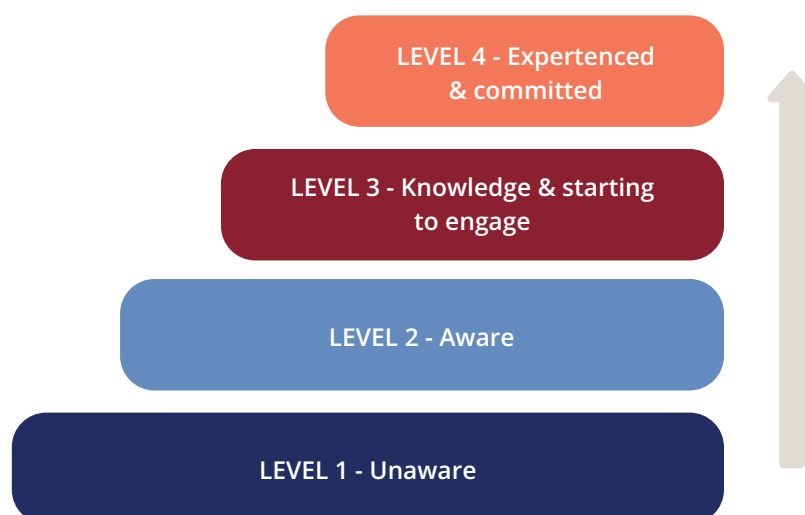 LEVEL 4 - Expertenced
& committed
LEVEL 3 - Knowledge & starting
to engage
LEVEL 2 - Aware
LEVEL 1 - Unaware